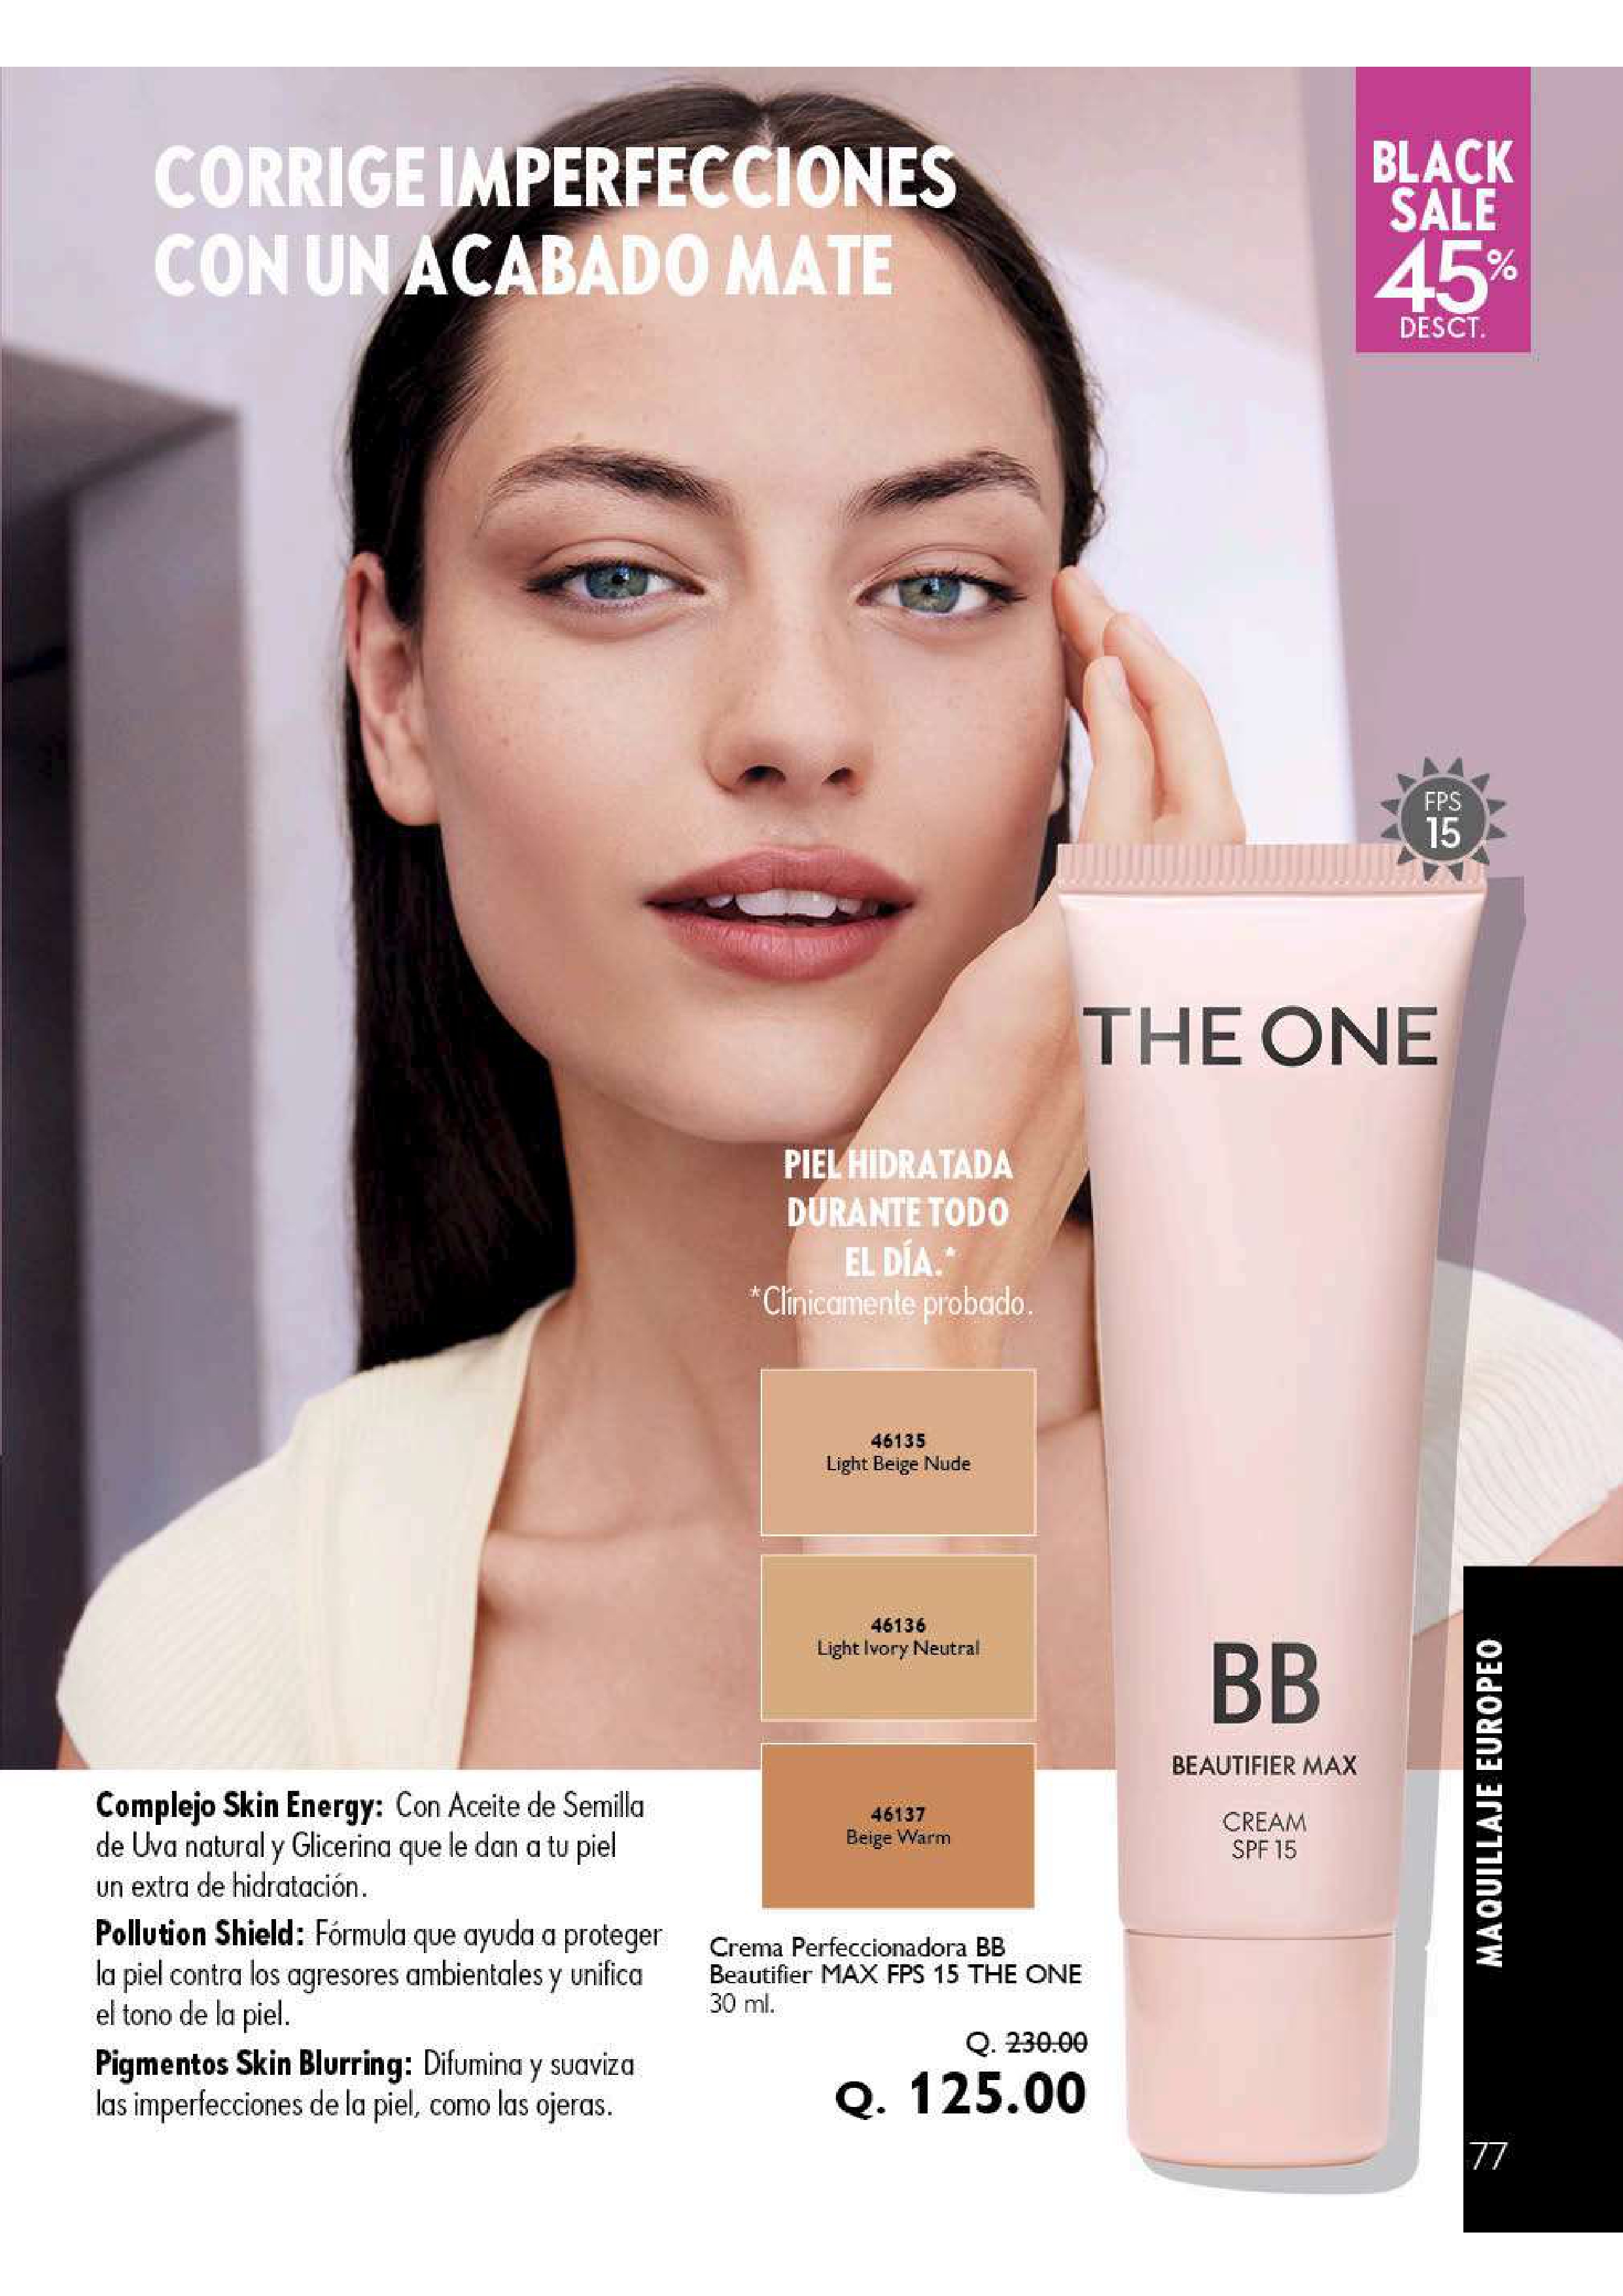 CORRIGE IMPERFECCIONES
CON UN ACABADO MATE
BLACK
SALE
45%
DESCT.
FPS
15
THE ONE
PIEL HIDRATADA
DURANTE TODO
EL DÍA.*
*Clínicamente probado.
46135
Light Beige Nude
46136
Light Ivory Neutral
46137
Beige Warm
BB
BEAUTIFIER MAX
CREAM
SPF 15
MAQUILLAJE EUROPEO
Complejo Skin Energy: Con Aceite de Semilla
de Uva natural y Glicerina que le dan a tu piel
un extra de hidratación.
Pollution Shield: Fórmula que ayuda a proteger
la piel contra los agresores ambientales y unifica
el tono de la piel.
Pigmentos Skin Blurring: Difumina y suaviza
las imperfecciones de la piel, como las ojeras.
Crema Perfeccionadora BB
Beautifier MAX FPS 15 THE ONE
30 ml.
Q. 230.00
Q. 125.00
77